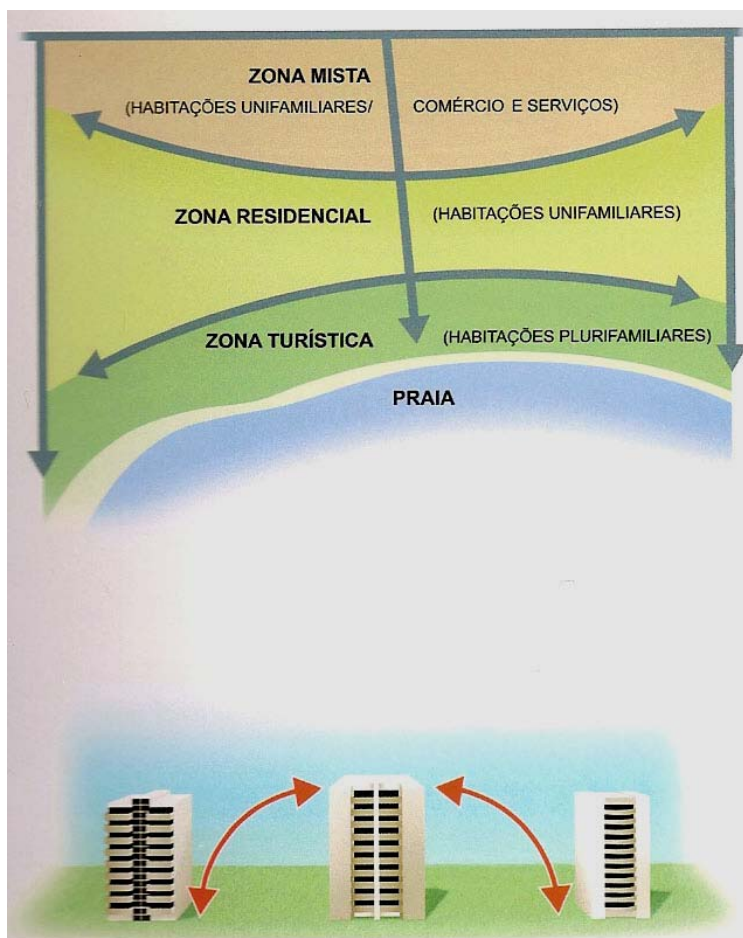 ZONA MISTA
(HABITAÇÕES UNIFAMILIARES/ COMÉRCIO E SERVIÇOS)
ZONA RESIDENCIAL (HABITAÇÕES UNIFAMILIARES)
ZONA TURÍSTICA (HABITAÇÕES PLURIFAMILIARES)
PRAIA